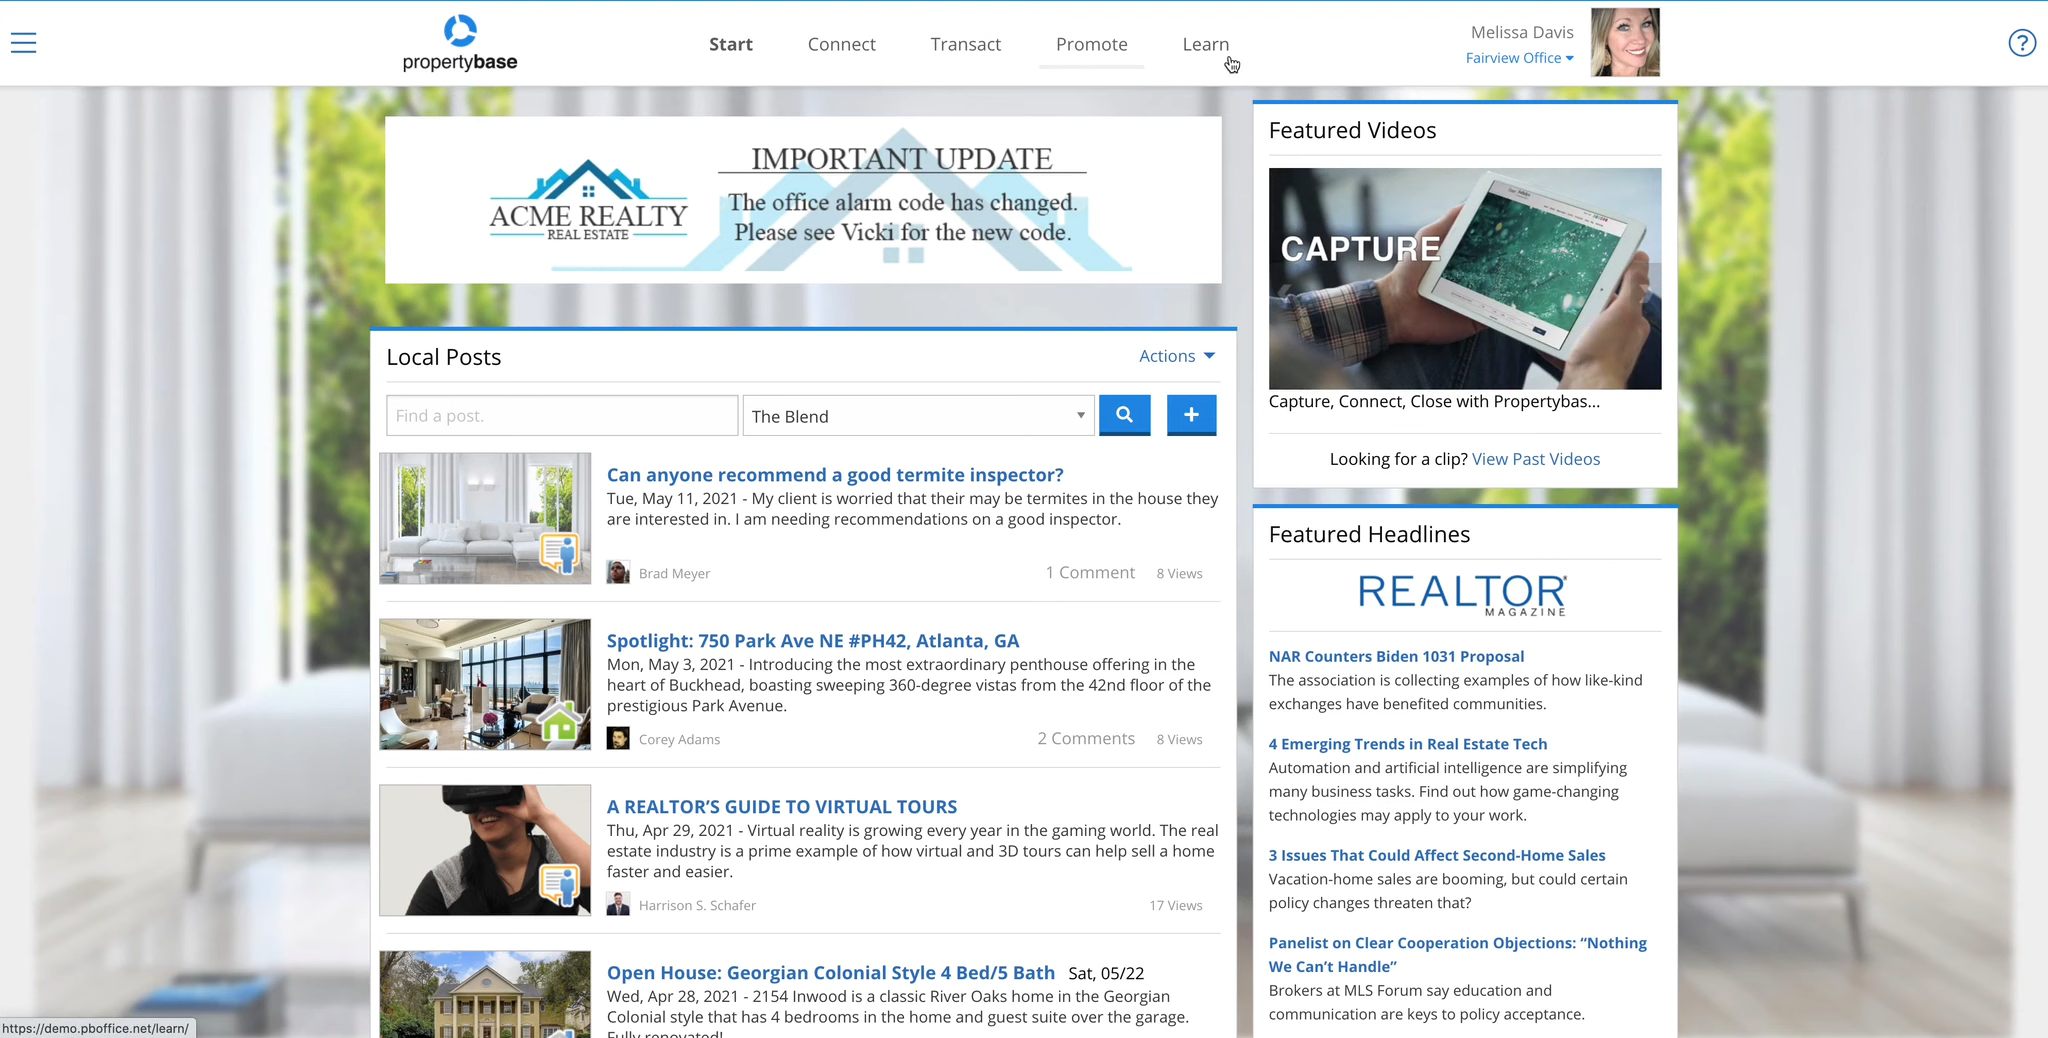 propertybase
Start
Connect
Transact
Promote
Learn
Melissa Davis
Fairview Office
?
ACME REALTY
REAL ESTATE
IMPORTANT UPDATE
The office alarm code has changed.
Please see Vicki for the new code.
Local Posts
Actions
Find a post.
The Blend
Can anyone recommend a good termite inspector?
Tue, May 11, 2021 - My client is worried that their may be termites in the house they
are interested in. I am needing recommendations on a good inspector.
Brad Meyer
1 Comment
8 Views
Spotlight: 750 Park Ave NE #PH42, Atlanta, GA
Mon, May 3, 2021 - Introducing the most extraordinary penthouse offering in the
heart of Buckhead, boasting sweeping 360-degree vistas from the 42nd floor of the
prestigious Park Avenue.
Corey Adams
2 Comments
8 Views
A REALTOR’S GUIDE TO VIRTUAL TOURS
Thu, Apr 29, 2021 - Virtual reality is growing every year in the gaming world. The real
estate industry is a prime example of how virtual and 3D tours can help sell a home
faster and easier.
Harrison S. Schafer
17 Views
Open House: Georgian Colonial Style 4 Bed/5 Bath Sat, 05/22
Wed, Apr 28, 2021 - 2154 Inwood is a classic River Oaks home in the Georgian
Colonial style that has 4 bedrooms in the home and guest suite over the garage.
Fully renovated!
Featured Videos
CAPTURE
Capture, Connect, Close with Propertybas...
Looking for a clip? View Past Videos
Featured Headlines
REALTOR
MAGAZINE
NAR Counters Biden 1031 Proposal
The association is collecting examples of how like-kind
exchanges have benefited communities.
4 Emerging Trends in Real Estate Tech
Automation and artificial intelligence are simplifying
many business tasks. Find out how game-changing
technologies may apply to your work.
3 Issues That Could Affect Second-Home Sales
Vacation-home sales are booming, but could certain
policy changes threaten that?
Panelist on Clear Cooperation Objections: “Nothing
We Can’t Handle”
Brokers at MLS Forum say education and
communication are keys to policy acceptance.
https://demo.pboffice.net/learn/